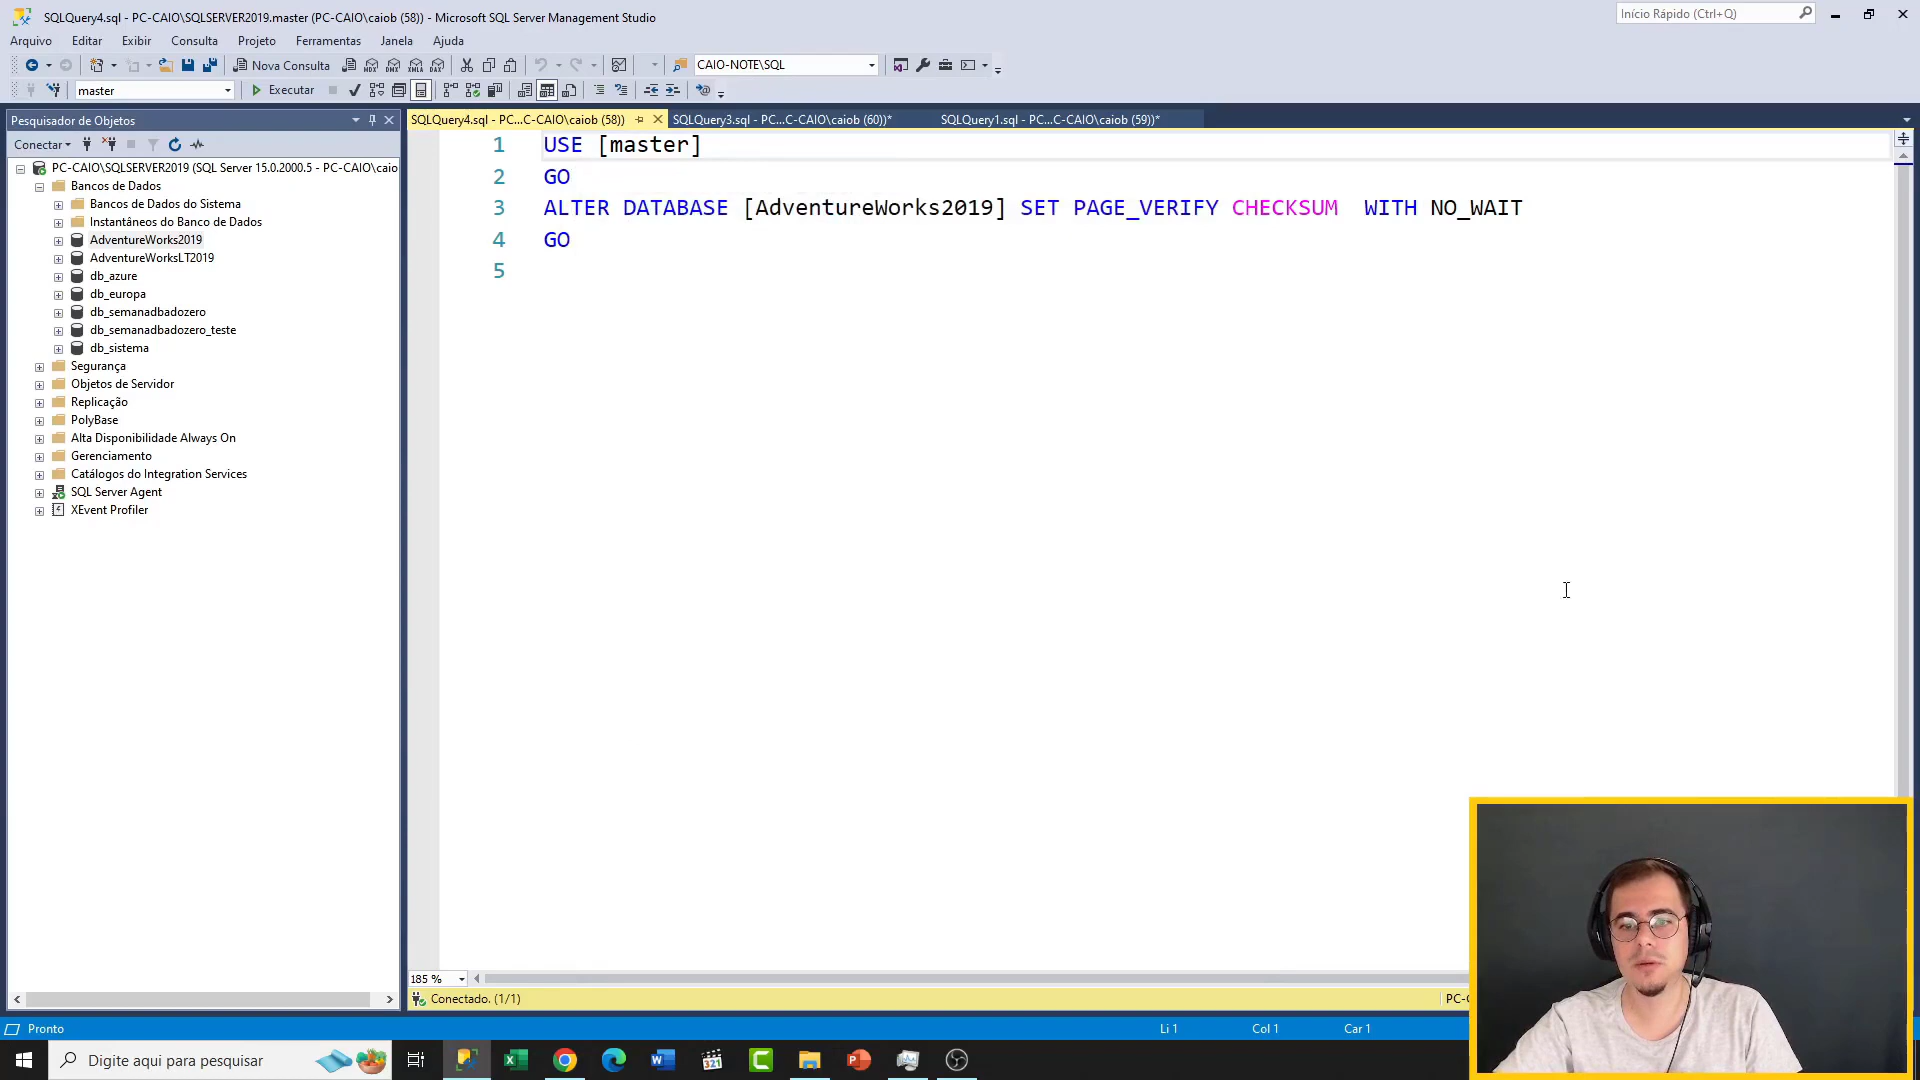 SQLQuery4.sql - PC-CAIO\SQLSERVER2019.master (PC-CAIO\caiob (58)) - Microsoft SQL Server Management Studio
Início Rápido (Ctrl+Q)
Arquivo Editar Exibir Consulta Projeto Ferramentas Janela Ajuda
Nova Consulta MDX DMX XMLA DAX CAIO-NOTE\SQL
master Executar
Pesquisador de Objetos
SQLQuery4.sql - PC...C-CAIO\caiob (58)) SQLQuery3.sql - PC...C-CAIO\caiob (60))* SQLQuery1.sql - PC...C-CAIO\caiob (59))*
Conectar
PC-CAIO\SQLSERVER2019 (SQL Server 15.0.2000.5 - PC-CAIO\caio
Bancos de Dados
Bancos de Dados do Sistema
Instantâneos do Banco de Dados
AdventureWorks2019
AdventureWorksLT2019
db_azure
db_europa
db_semanadbadozero
db_semanadbadozero_teste
db_sistema
Segurança
Objetos de Servidor
Replicação
PolyBase
Alta Disponibilidade Always On
Gerenciamento
Catálogos do Integration Services
SQL Server Agent
XEvent Profiler
1 USE [master]
2 GO
3 ALTER DATABASE [AdventureWorks2019] SET PAGE_VERIFY CHECKSUM  WITH NO_WAIT
4 GO
5
185 %
Conectado. (1/1)
Pronto Li 1 Col 1 Car 1
Digite aqui para pesquisar
321